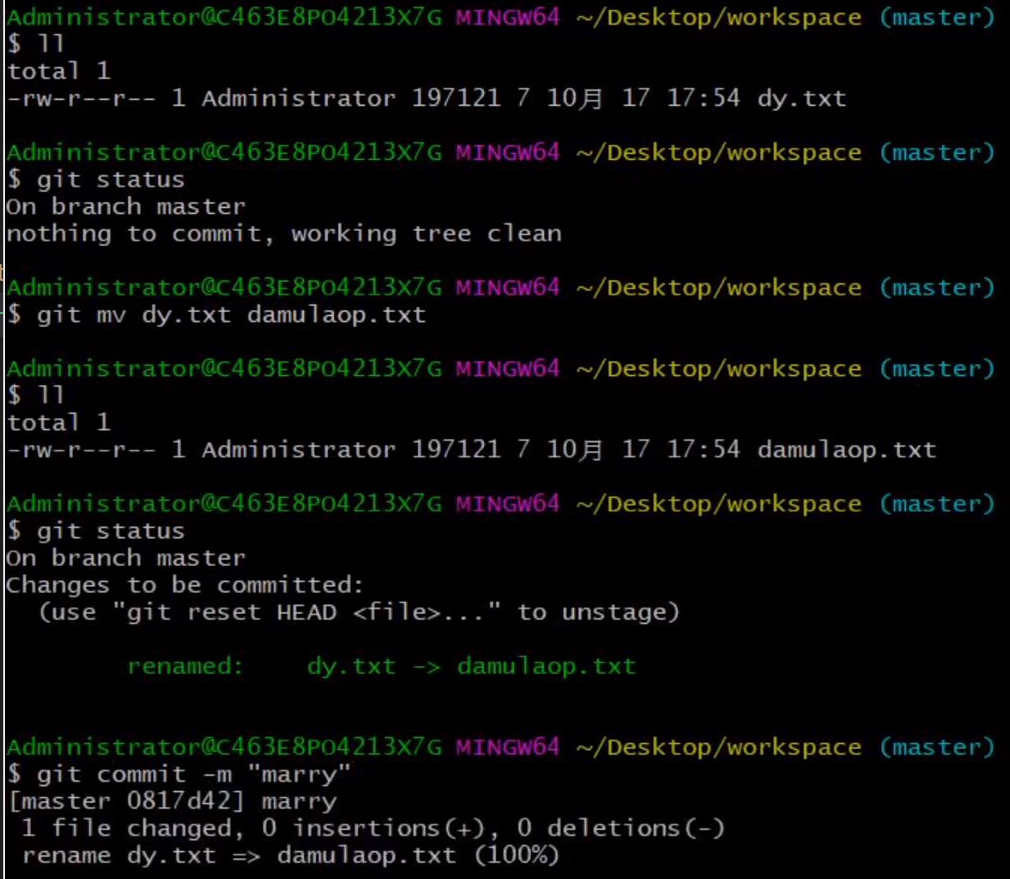 Administrator@C463E8PO4213X7G MINGW64 ~/Desktop/workspace (master)
$ ll
total 1
-rw-r--r-- 1 Administrator 197121 7 10月 17 17:54 dy.txt
Administrator@C463E8PO4213X7G MINGW64 ~/Desktop/workspace (master)
$ git status
On branch master
nothing to commit, working tree clean
Administrator@C463E8PO4213X7G MINGW64 ~/Desktop/workspace (master)
$ git mv dy.txt damulaop.txt
Administrator@C463E8PO4213X7G MINGW64 ~/Desktop/workspace (master)
$ ll
total 1
-rw-r--r-- 1 Administrator 197121 7 10月 17 17:54 damulaop.txt
Administrator@C463E8PO4213X7G MINGW64 ~/Desktop/workspace (master)
$ git status
On branch master
Changes to be committed:
  (use "git reset HEAD <file>..." to unstage)
        renamed:    dy.txt -> damulaop.txt
Administrator@C463E8PO4213X7G MINGW64 ~/Desktop/workspace (master)
$ git commit -m "marry"
[master 0817d42] marry
 1 file changed, 0 insertions(+), 0 deletions(-)
 rename dy.txt => damulaop.txt (100%)